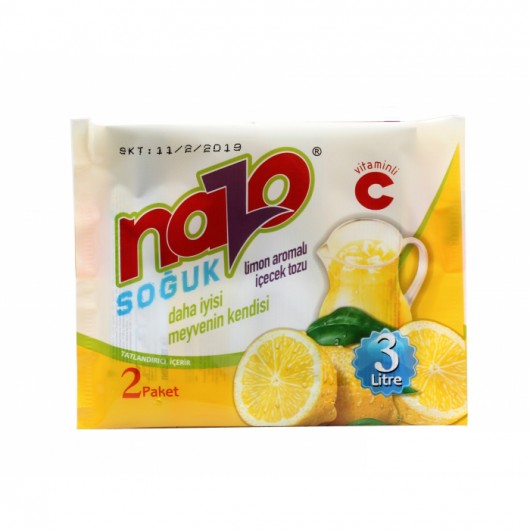 SKT:11/2/2019
nazo®
SOĞUK
limon aromalı
içecek tozu
daha iyisi
meyvenin kendisi
vitaminli
C
TATLANDIRICI İÇERİR
2 Paket
3
Litre